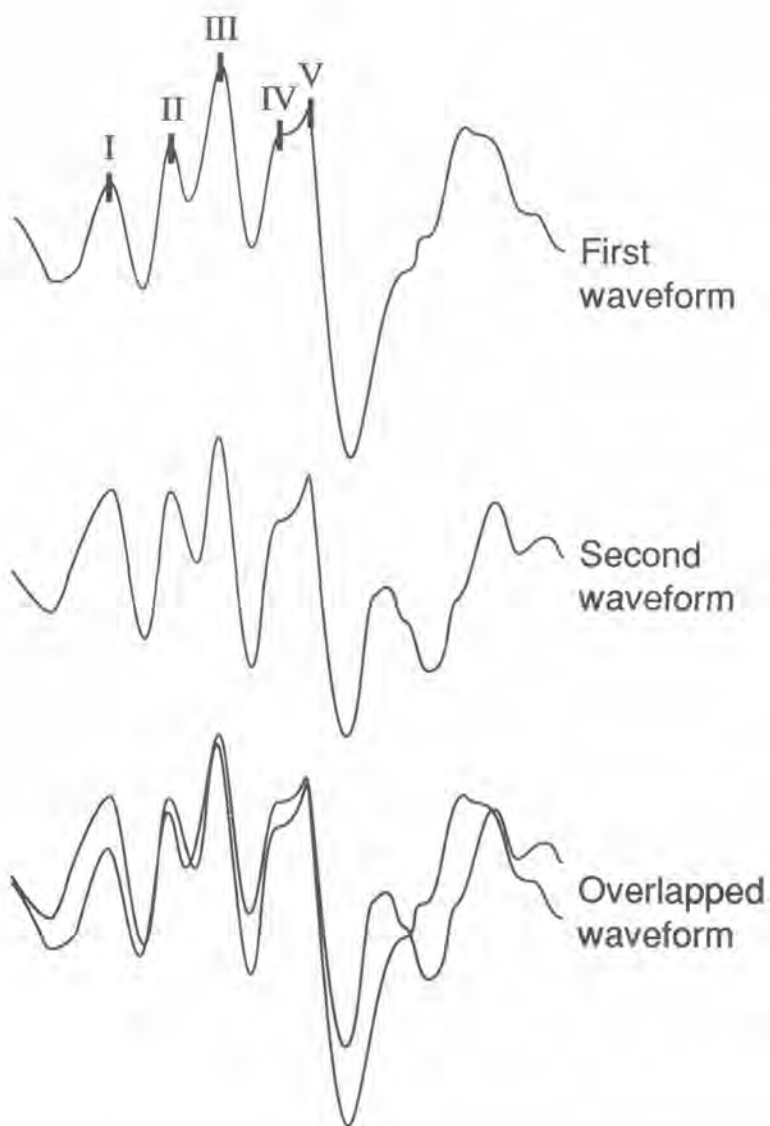 III
V
IV
II
I
First
waveform
Second
waveform
Overlapped
waveform